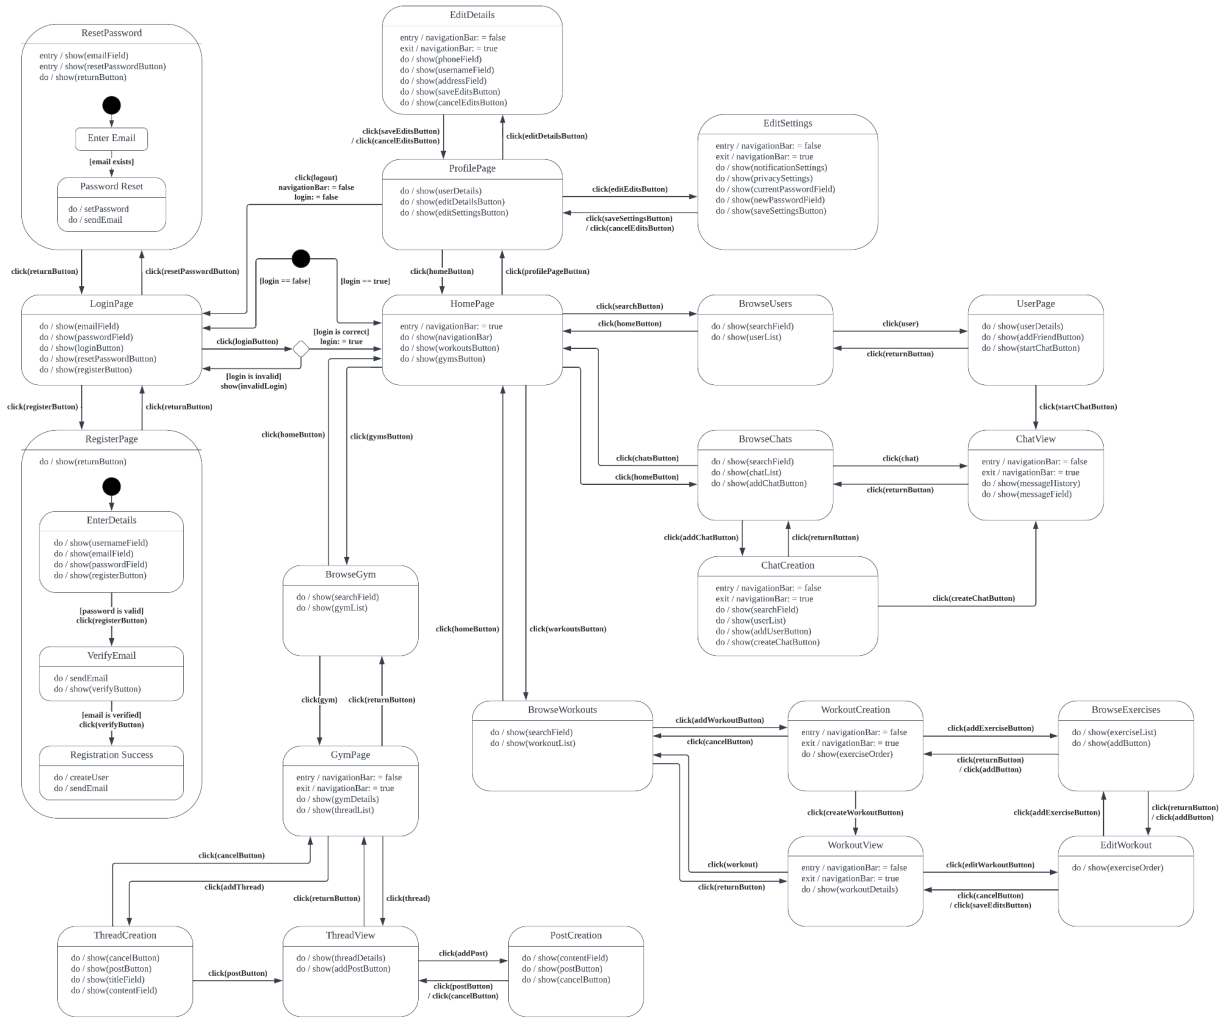 ResetPassword
entry / show(emailField)
entry / show(resetPasswordButton)
do / show(returnButton)
Enter Email
[email exists]
Password Reset
do / setPassword
do / sendEmail
EditDetails
entry / navigationBar: = false
exit / navigationBar: = true
do / show(phoneField)
do / show(usernameField)
do / show(addressField)
do / show(saveEditsButton)
do / show(cancelEditsButton)
click(saveEditsButton)
/ click(cancelEditsButton)
click(editDetailsButton)
EditSettings
entry / navigationBar: = false
exit / navigationBar: = true
do / show(notificationSettings)
do / show(privacySettings)
do / show(currentPasswordField)
do / show(newPasswordField)
do / show(saveSettingsButton)
ProfilePage
do / show(userDetails)
do / show(editDetailsButton)
do / show(editSettingsButton)
click(editEditsButton)
click(saveSettingsButton)
/ click(cancelEditsButton)
click(logout)
navigationBar: = false
login: = false
click(returnButton)
click(resetPasswordButton)
[login == false]
[login == true]
click(homeButton)
click(profilePageButton)
LoginPage
do / show(emailField)
do / show(passwordField)
do / show(loginButton)
do / show(resetPasswordButton)
do / show(registerButton)
click(loginButton)
[login is correct]
login: = true
[login is invalid]
show(invalidLogin)
HomePage
entry / navigationBar: = true
do / show(navigationBar)
do / show(workoutsButton)
do / show(gymsButton)
click(searchButton)
click(homeButton)
BrowseUsers
do / show(searchField)
do / show(userList)
click(user)
click(returnButton)
UserPage
do / show(userDetails)
do / show(addFriendButton)
do / show(startChatButton)
click(startChatButton)
click(registerButton)
click(returnButton)
RegisterPage
do / show(returnButton)
EnterDetails
do / show(usernameField)
do / show(emailField)
do / show(passwordField)
do / show(registerButton)
[password is valid]
click(registerButton)
VerifyEmail
do / sendEmail
do / show(verifyButton)
[email is verified]
click(verifyButton)
Registration Success
do / createUser
do / sendEmail
click(homeButton)
click(gymsButton)
click(chatsButton)
click(homeButton)
BrowseChats
do / show(searchField)
do / show(chatList)
do / show(addChatButton)
click(chat)
click(returnButton)
ChatView
entry / navigationBar: = false
exit / navigationBar: = true
do / show(messageHistory)
do / show(messageField)
click(addChatButton)
click(returnButton)
ChatCreation
entry / navigationBar: = false
exit / navigationBar: = true
do / show(searchField)
do / show(userList)
do / show(addUserButton)
do / show(createChatButton)
click(createChatButton)
BrowseGym
do / show(searchField)
do / show(gymList)
click(homeButton)
click(workoutsButton)
click(gym)
click(returnButton)
GymPage
entry / navigationBar: = false
exit / navigationBar: = true
do / show(gymDetails)
do / show(threadList)
BrowseWorkouts
do / show(searchField)
do / show(workoutList)
click(addWorkoutButton)
click(cancelButton)
WorkoutCreation
entry / navigationBar: = false
exit / navigationBar: = true
do / show(exerciseOrder)
click(addExerciseButton)
click(returnButton)
/ click(addButton)
BrowseExercises
do / show(exerciseList)
do / show(addButton)
click(createWorkoutButton)
click(addExerciseButton)
click(returnButton)
/ click(addButton)
click(workout)
click(returnButton)
WorkoutView
entry / navigationBar: = false
exit / navigationBar: = true
do / show(workoutDetails)
click(editWorkoutButton)
click(cancelButton)
/ click(saveEditsButton)
EditWorkout
do / show(exerciseOrder)
click(cancelButton)
click(addThread)
click(returnButton)
click(thread)
ThreadCreation
do / show(cancelButton)
do / show(postButton)
do / show(titleField)
do / show(contentField)
click(postButton)
ThreadView
do / show(threadDetails)
do / show(addPostButton)
click(addPost)
click(postButton)
/ click(cancelButton)
PostCreation
do / show(contentField)
do / show(postButton)
do / show(cancelButton)